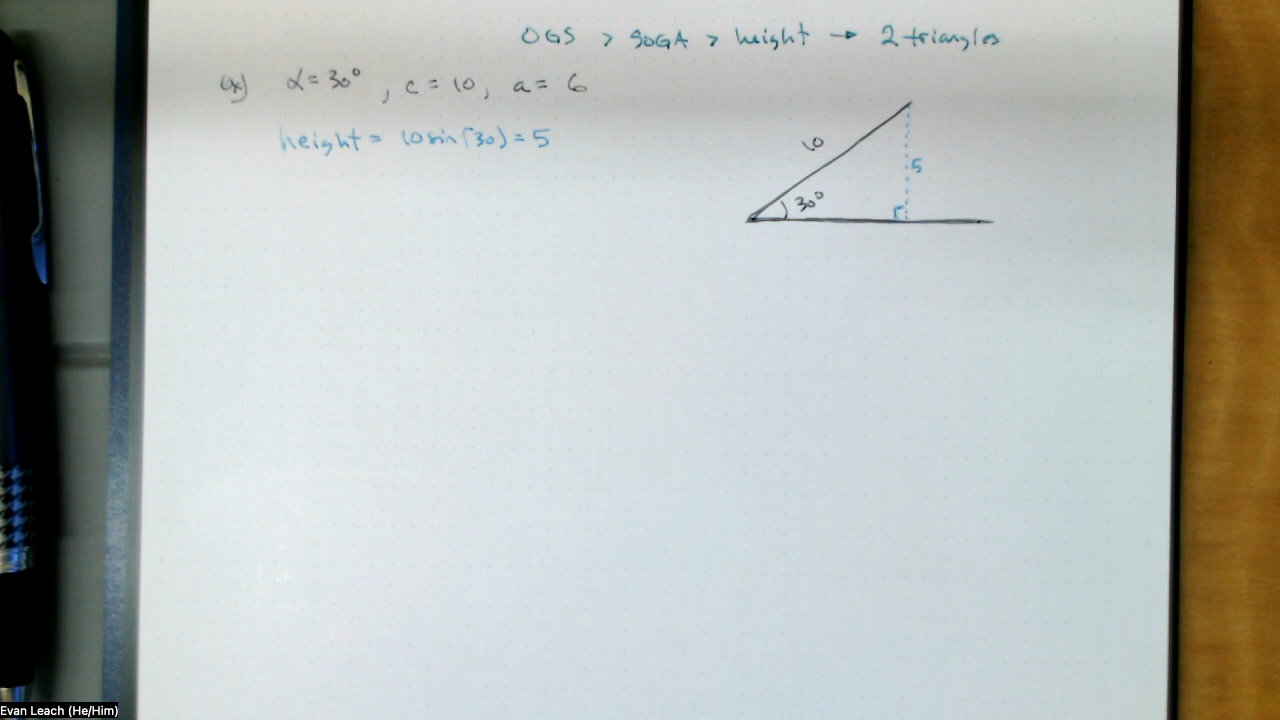 OGS > SOGA > height → 2 triangles
ex) α = 30°, c = 10, a = 6
height = 10 sin(30) = 5
10
5
30°
Evan Leach (He/Him)